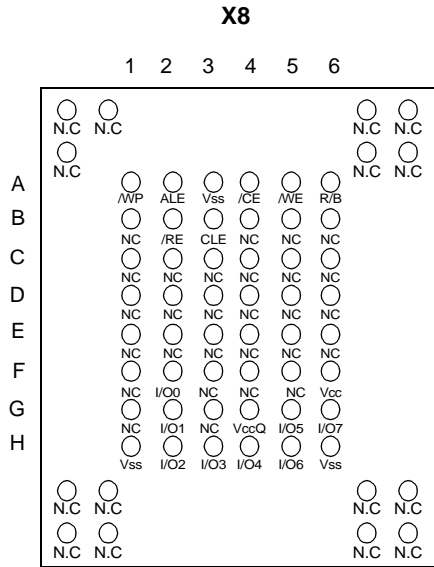 X8
1 2 3 4 5 6
N.C N.C N.C N.C
N.C N.C N.C
A
/WP ALE Vss /CE /WE R/B
B
NC /RE CLE NC NC NC
C
NC NC NC NC NC NC
D
NC NC NC NC NC NC
E
NC NC NC NC NC NC
F
NC I/O0 NC NC NC Vcc
G
NC I/O1 NC VccQ I/O5 I/O7
H
Vss I/O2 I/O3 I/O4 I/O6 Vss
N.C N.C N.C N.C
N.C N.C N.C N.C